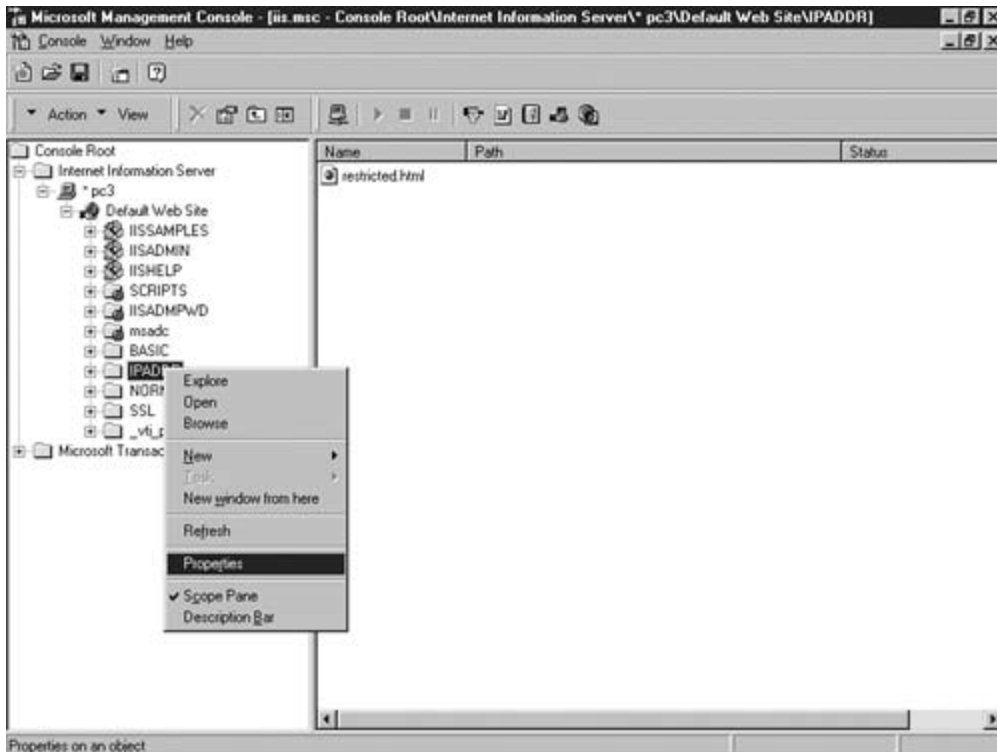 Microsoft Management Console - [iis.msc - Console Root\Internet Information Server\* pc3\Default Web Site\IPADDR]
Console Window Help
Action View
Console Root
Internet Information Server
* pc3
Default Web Site
IISSAMPLES
IISADMIN
IISHELP
SCRIPTS
IISADMPWD
msadc
BASIC
IPADD
NORM
SSL
_vti_p
Microsoft Transac
Name Path Status
restricted.html
Explore
Open
Browse
New
Task
New window from here
Refresh
Properties
Scope Pane
Description Bar
Properties on an object